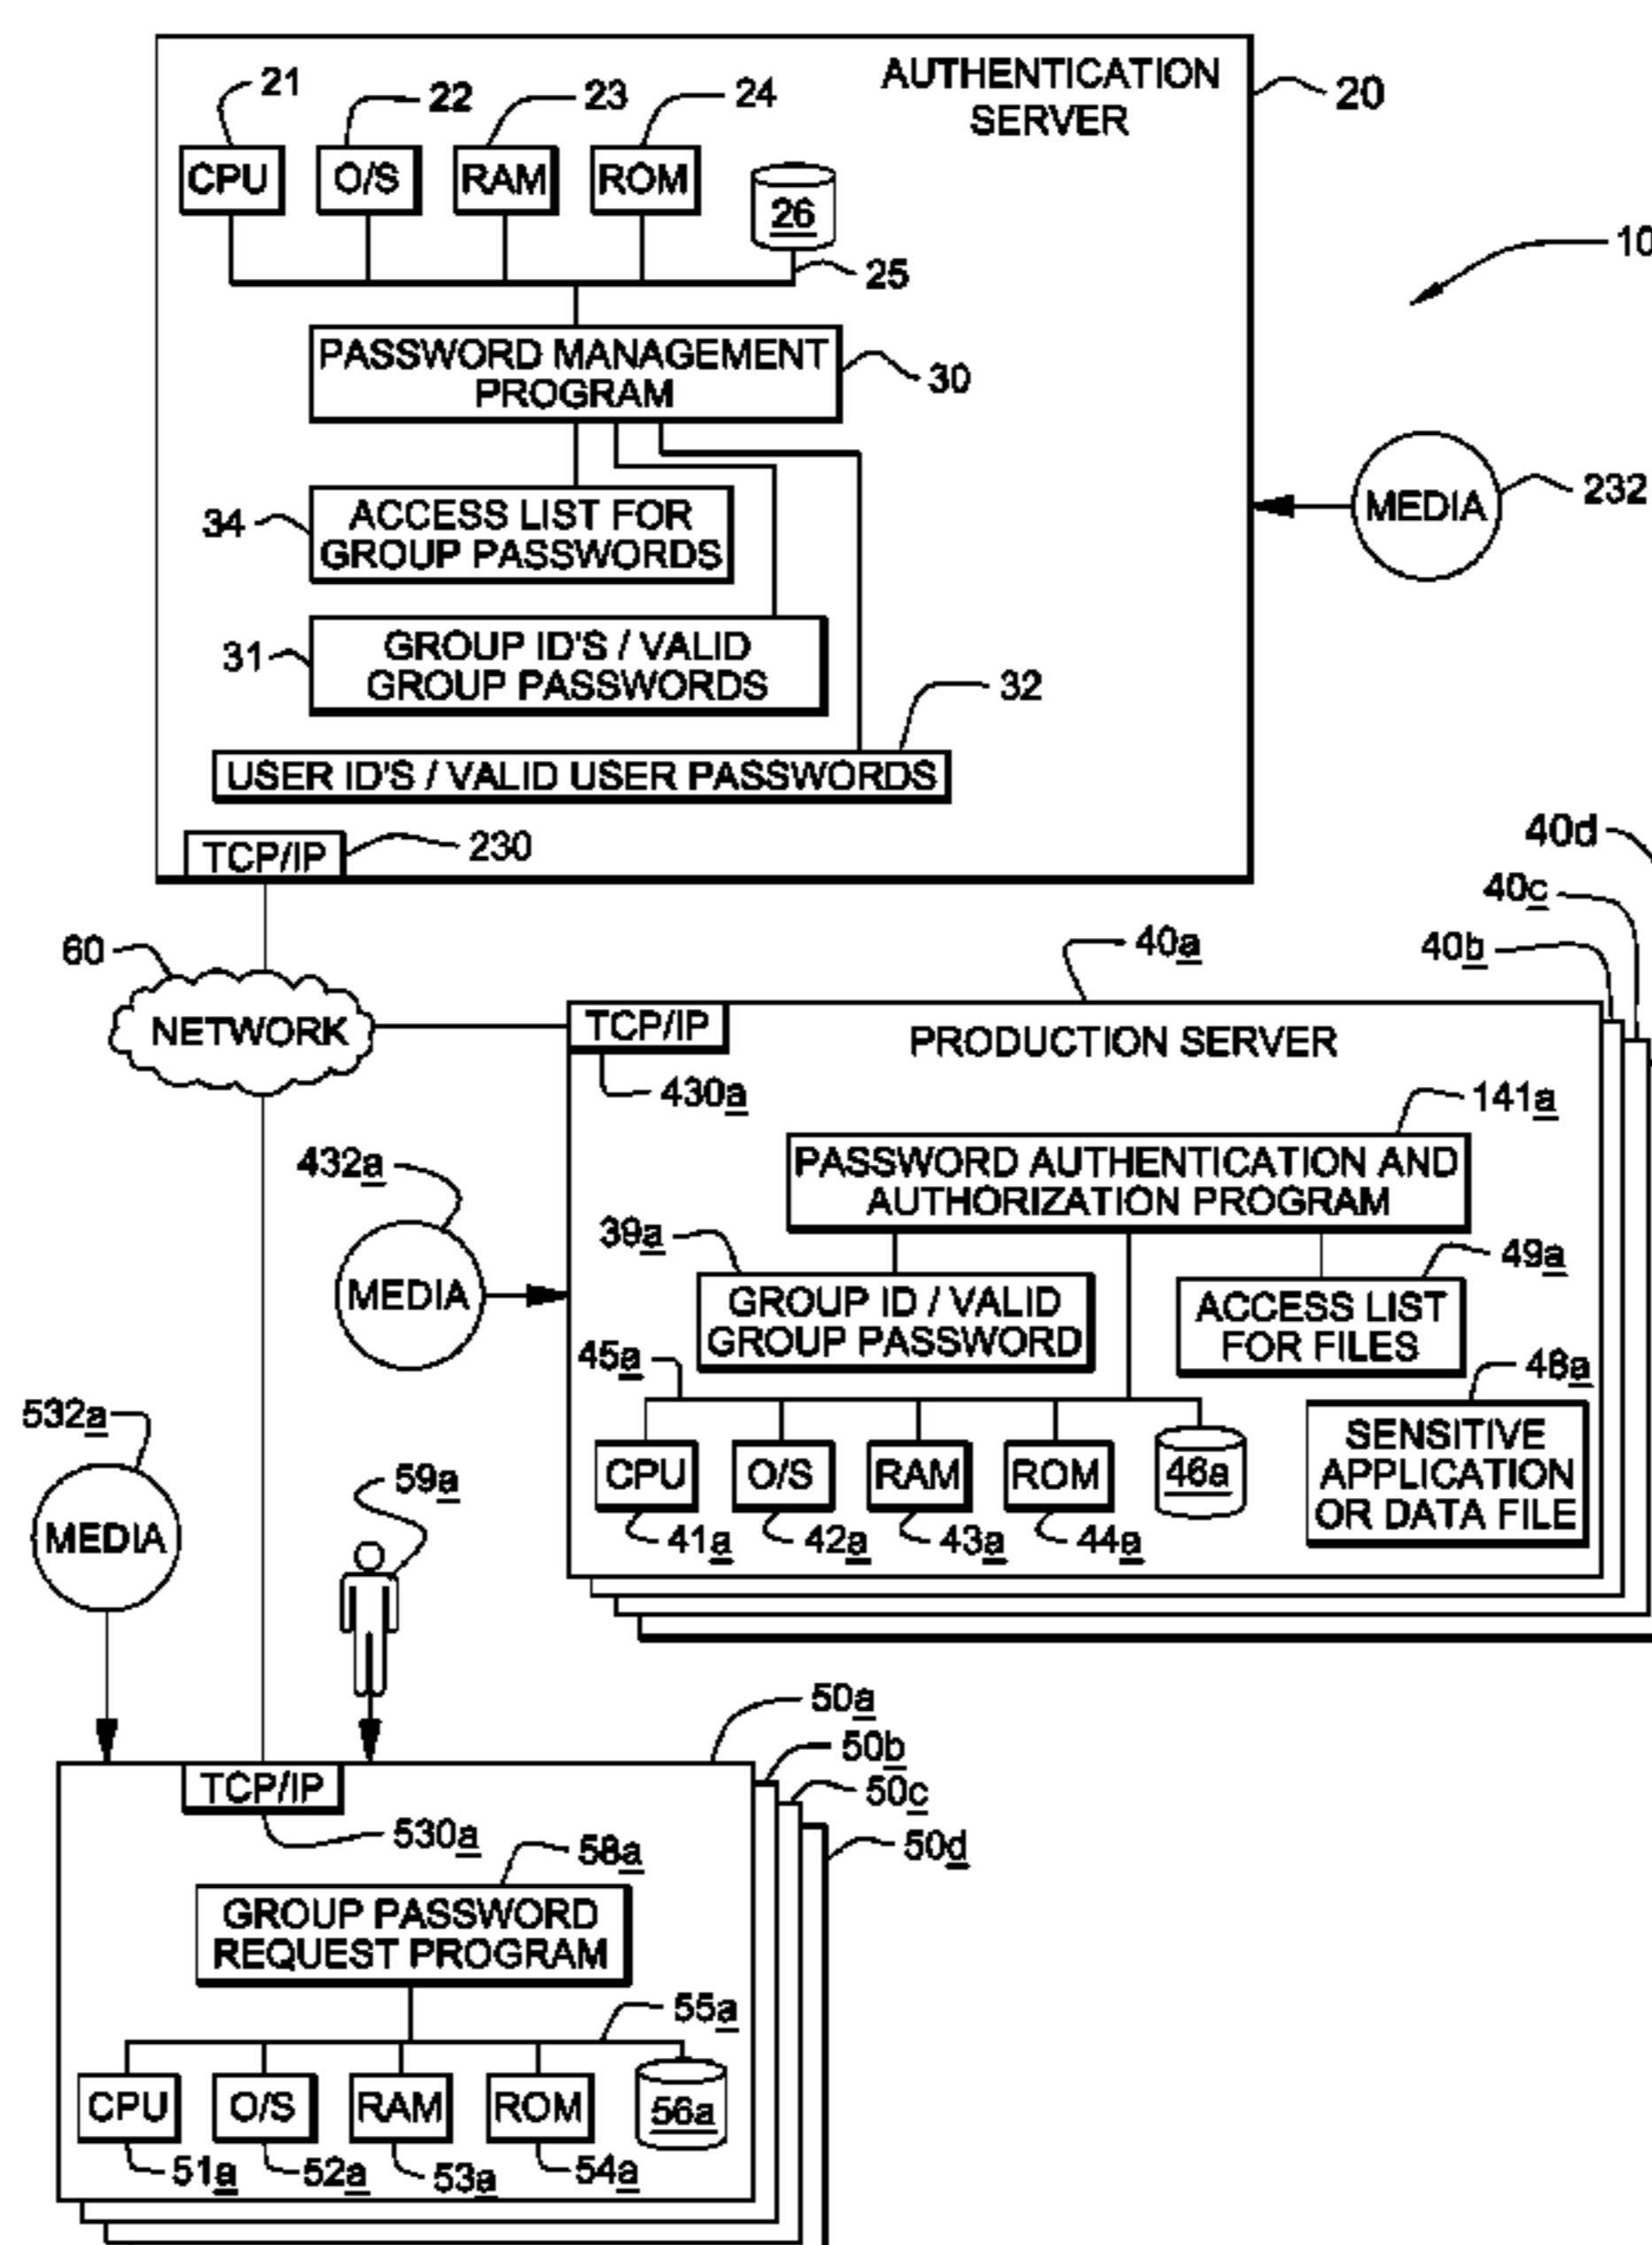 AUTHENTICATION
SERVER
20
21
22
23
24
CPU
O/S
RAM
ROM
26
25
10
PASSWORD MANAGEMENT
PROGRAM
30
MEDIA
232
34
ACCESS LIST FOR
GROUP PASSWORDS
31
GROUP ID'S / VALID
GROUP PASSWORDS
32
USER ID'S / VALID USER PASSWORDS
TCP/IP
230
40d
40c
40b
40a
60
NETWORK
TCP/IP
PRODUCTION SERVER
430a
141a
432a
PASSWORD AUTHENTICATION AND
AUTHORIZATION PROGRAM
39a
49a
MEDIA
GROUP ID / VALID
GROUP PASSWORD
ACCESS LIST
FOR FILES
45a
48a
532a
SENSITIVE
APPLICATION
OR DATA FILE
CPU
O/S
RAM
ROM
46a
59a
MEDIA
41a
42a
43a
44a
50a
50b
50c
50d
TCP/IP
530a
58a
GROUP PASSWORD
REQUEST PROGRAM
55a
CPU
O/S
RAM
ROM
56a
51a
52a
53a
54a